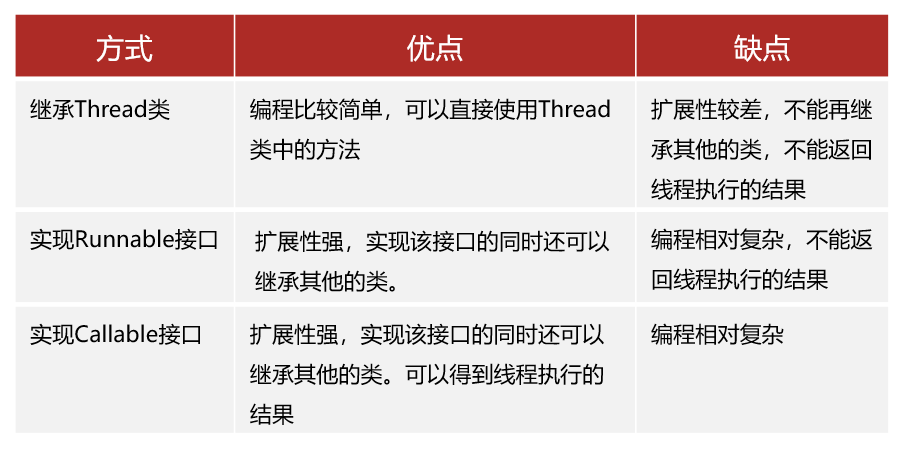 方式
优点
缺点
继承Thread类
编程比较简单，可以直接使用Thread
类中的方法
扩展性较差，不能再继
承其他的类，不能返回
线程执行的结果
实现Runnable接口
扩展性强，实现该接口的同时还可以
继承其他的类。
编程相对复杂，不能返
回线程执行的结果
实现Callable接口
扩展性强，实现该接口的同时还可以
继承其他的类。可以得到线程执行的
结果
编程相对复杂